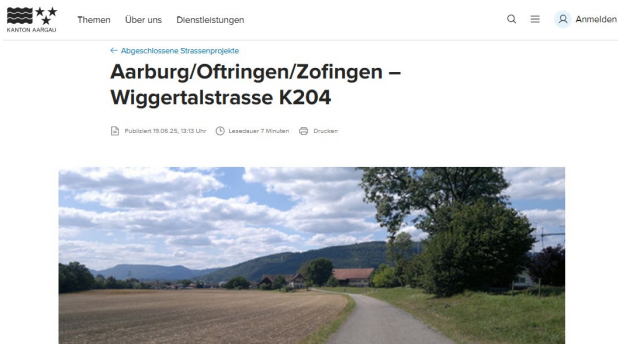 KANTON AARGAU
Themen Über uns Dienstleistungen
Anmelden
← Abgeschlossene Strassenprojekte
Aarburg/Oftringen/Zofingen –
Wiggertalstrasse K204
Publiziert 19.06.25, 13:13 Uhr Lesedauer 7 Minuten Drucken